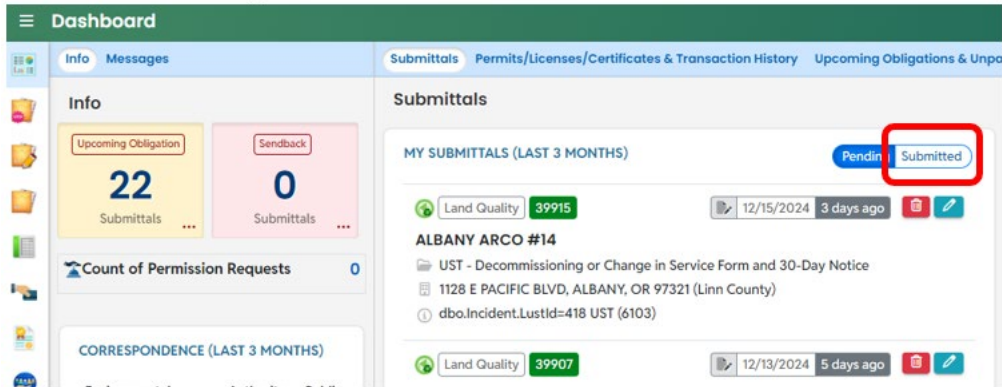 Dashboard
Info Messages
Submittals Permits/Licenses/Certificates & Transaction History Upcoming Obligations &
Info
Upcoming Obligation
22
Submittals
...
Sendback
0
Submittals
...
Count of Permission Requests 0
CORRESPONDENCE (LAST 3 MONTHS)
Submittals
MY SUBMITTALS (LAST 3 MONTHS)
Pending Submitted
Land Quality 39915 12/15/2024 3 days ago
ALBANY ARCO #14
UST - Decommissioning or Change in Service Form and 30-Day Notice
1128 E PACIFIC BLVD, ALBANY, OR 97321 (Linn County)
dbo.Incident.LustId=418 UST (6103)
Land Quality 39907 12/13/2024 5 days ago